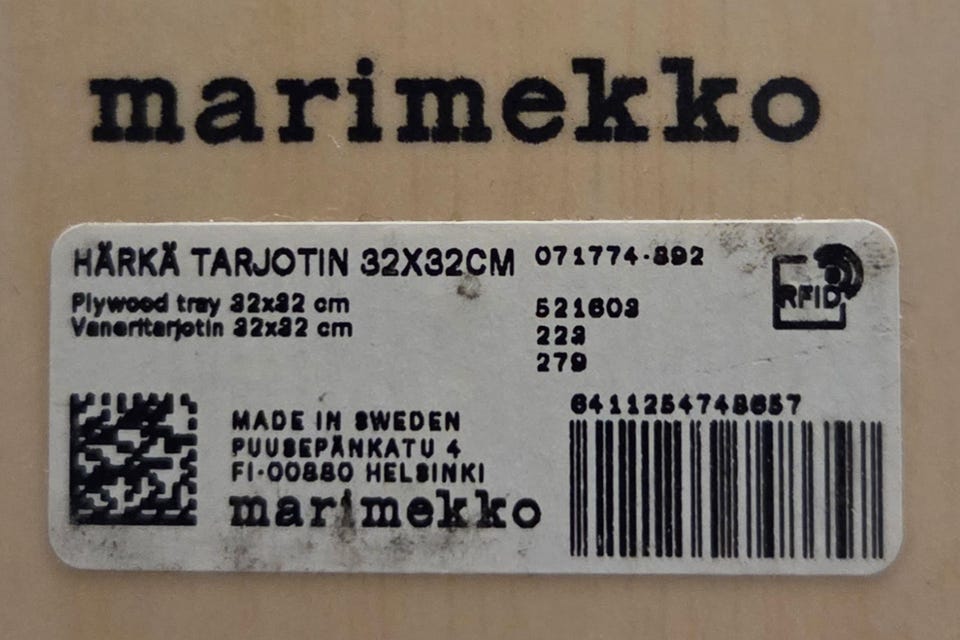 marimekko
HÄRKÄ TARJOTIN 32X32CM
071774-892
Plywood tray 32x32 cm
Vaneritarjotin 32x32 cm
521603
223
279
RFID
MADE IN SWEDEN
PUUSEPÄNKATU 4
FI-00880 HELSINKI
marimekko
6411254748657